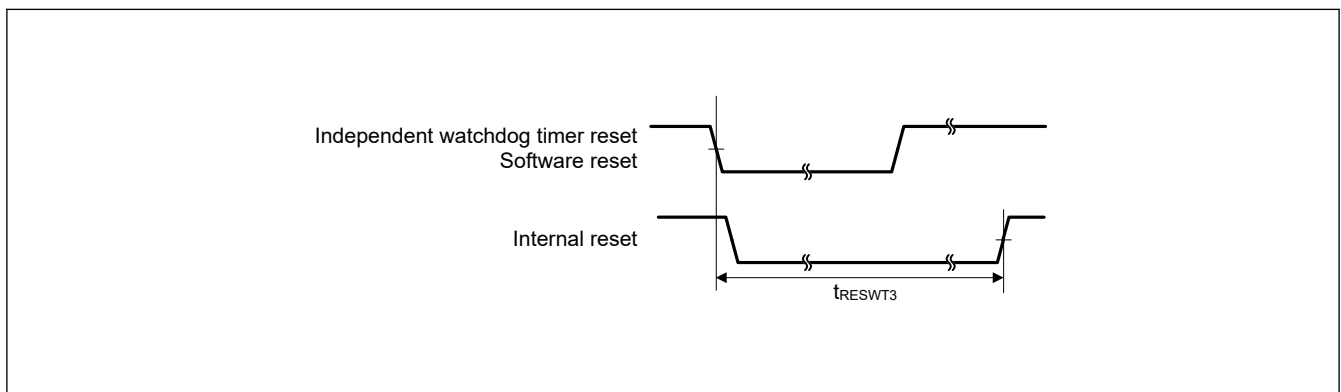 Independent watchdog timer reset
Software reset
Internal reset
tRESWT3